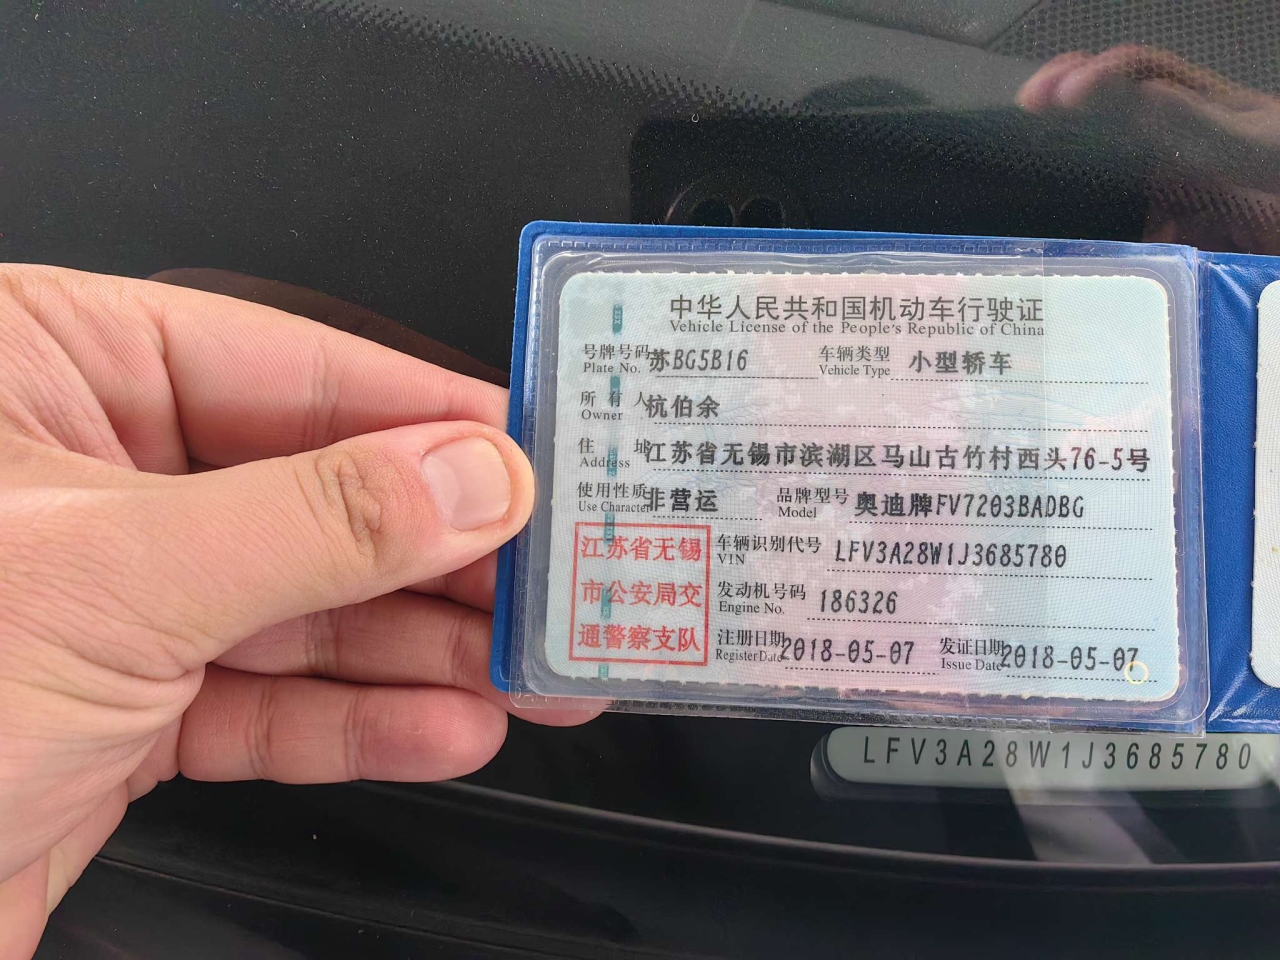 中华人民共和国机动车行驶证
Vehicle License of the People's Republic of China
号牌号码 苏BG5B16 车辆类型 小型轿车
Plate No. Vehicle Type
所有人 杭伯余
Owner
住址 江苏省无锡市滨湖区马山古竹村西头76-5号
Address
使用性质 非营运 品牌型号 奥迪牌FV7203BADBG
Use Character Model
江苏省无锡
市公安局交
通警察支队
车辆识别代号 LFV3A28W1J3685780
VIN
发动机号码 186326
Engine No.
注册日期 2018-05-07 发证日期 2018-05-07
Register Date Issue Date
LFV3A28W1J3685780